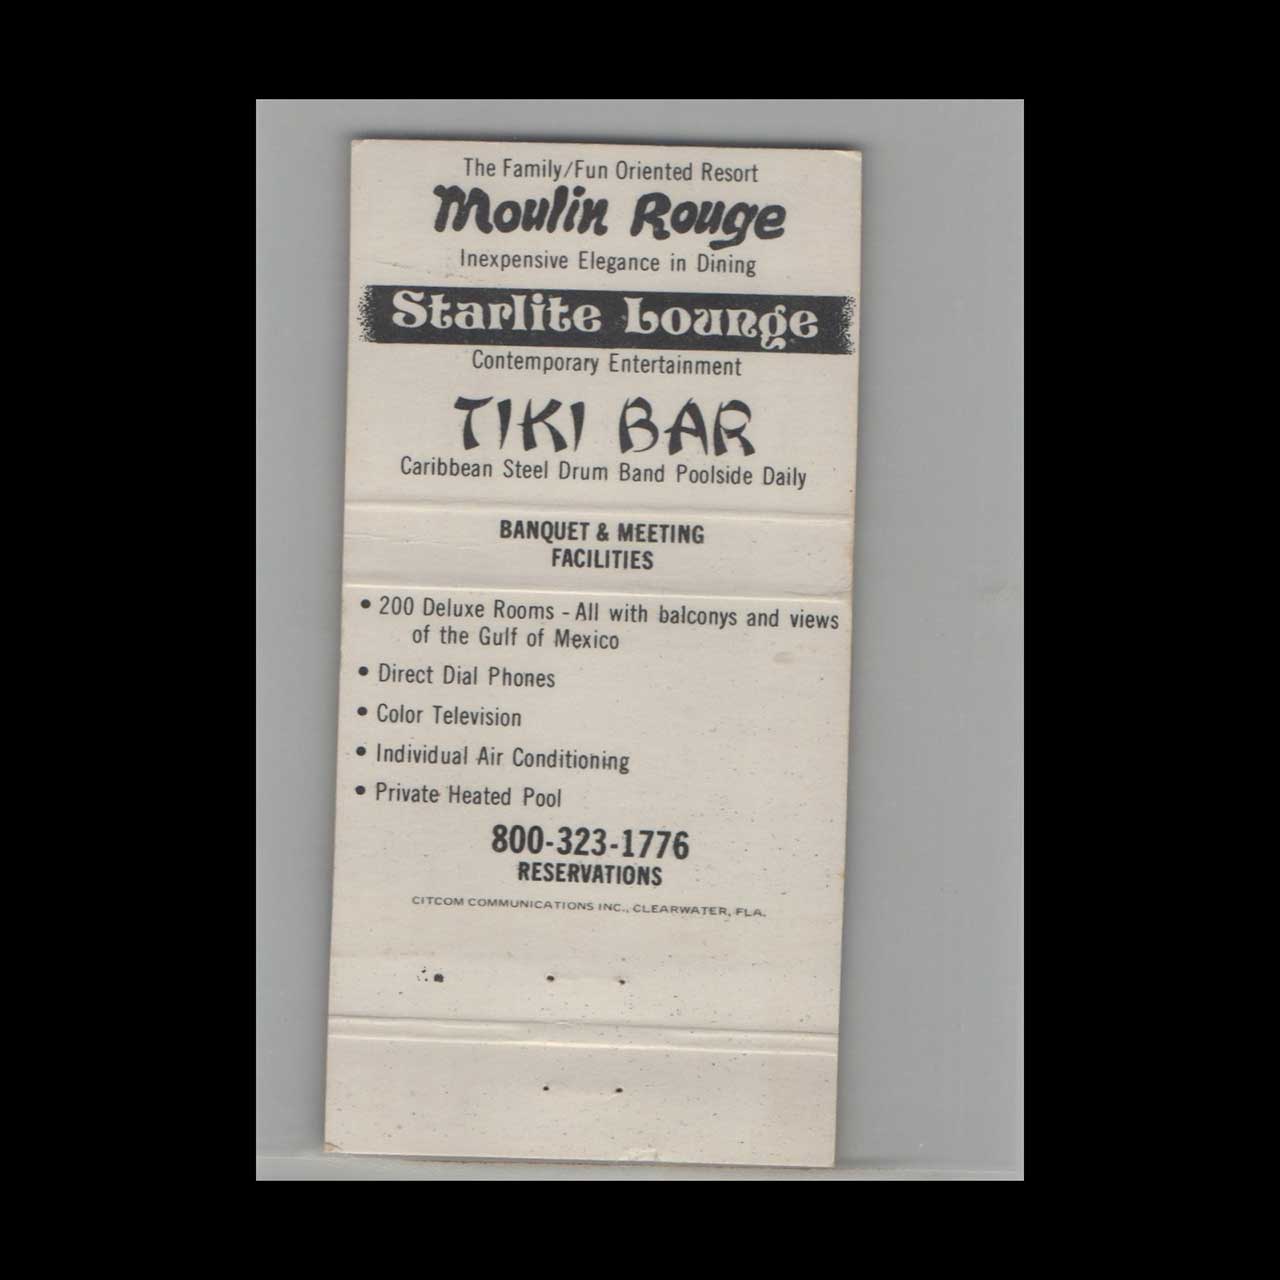 The Family/Fun Oriented Resort
Moulin Rouge
Inexpensive Elegance in Dining
Starlite Lounge
Contemporary Entertainment
TIKI BAR
Caribbean Steel Drum Band Poolside Daily
BANQUET & MEETING
FACILITIES
• 200 Deluxe Rooms - All with balconys and views
of the Gulf of Mexico
• Direct Dial Phones
• Color Television
• Individual Air Conditioning
• Private Heated Pool
800-323-1776
RESERVATIONS
CITCOM COMMUNICATIONS INC., CLEARWATER, FLA.